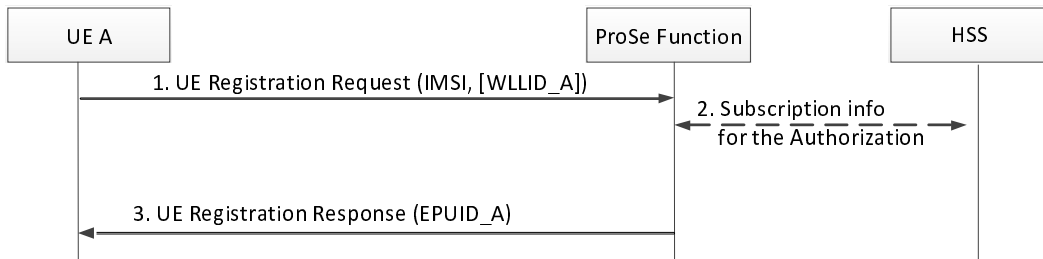 UE A
ProSe Function
HSS
1. UE Registration Request (IMSI, [WLLID_A])
2. Subscription info
for the Authorization
3. UE Registration Response (EPUID_A)